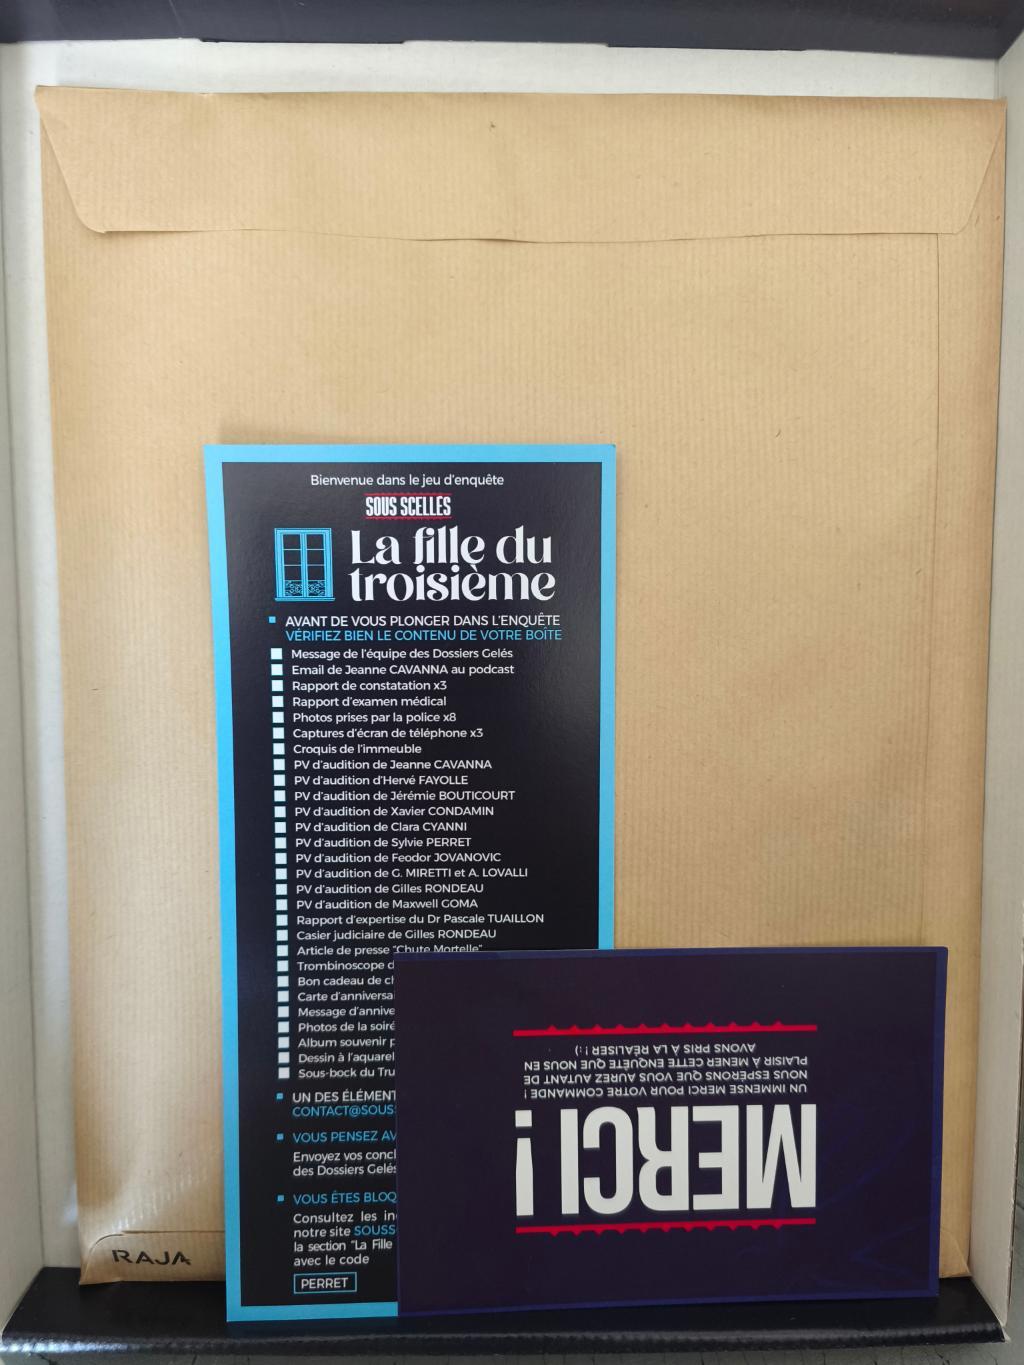 Bienvenue dans le jeu d'enquête
SOUS SCELLÉS
La fille du
troisième
AVANT DE VOUS PLONGER DANS L'ENQUÊTE
VÉRIFIEZ BIEN LE CONTENU DE VOTRE BOÎTE
Message de l'équipe des Dossiers Gelés
Email de Jeanne CAVANNA au podcast
Rapport de constatation x3
Rapport d'examen médical
Photos prises par la police x8
Captures d'écran de téléphone x3
Croquis de l'immeuble
PV d'audition de Jeanne CAVANNA
PV d'audition d'Hervé FAYOLLE
PV d'audition de Jérémie BOUTICOURT
PV d'audition de Xavier CONDAMIN
PV d'audition de Clara CYANNI
PV d'audition de Sylvie PERRET
PV d'audition de Feodor JOVANOVIC
PV d'audition de G. MIRETTI et A. LOVALLI
PV d'audition de Gilles RONDEAU
PV d'audition de Maxwell GOMA
Rapport d'expertise du Dr Pascale TUAILLON
Casier judiciaire de Gilles RONDEAU
Article de presse "Chute Mortelle"
Trombinoscope
Bon cadeau de
Carte
Message
Photos de la
Album souvenir
Dessin à
Sous-bock du
UN DES
VOUS PENSEZ
Envoyez vos
des Dossiers Gelés
VOUS ÊTES
Consultez les
notre site
la section "La Fille
avec le code
PERRET
MERCI !
UN IMMENSE MERCI POUR VOTRE COMMANDE !
NOUS ESPÉRONS QUE VOUS AUREZ AUTANT DE
PLAISIR À MENER CETTE ENQUÊTE QUE NOUS EN
AVONS PRIS À LA RÉALISER ! :)
RAJA